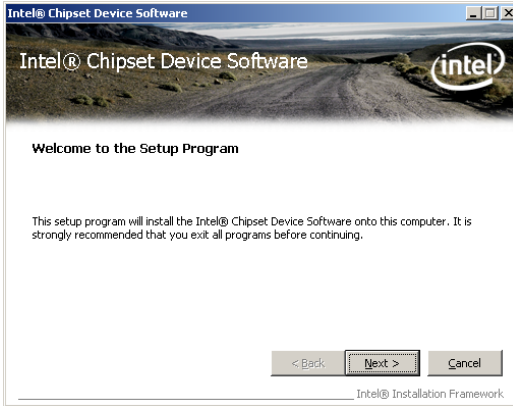 Intel® Chipset Device Software
Intel® Chipset Device Software
intel
Welcome to the Setup Program
This setup program will install the Intel® Chipset Device Software onto this computer. It is
strongly recommended that you exit all programs before continuing.
< Back
Next >
Cancel
Intel® Installation Framework